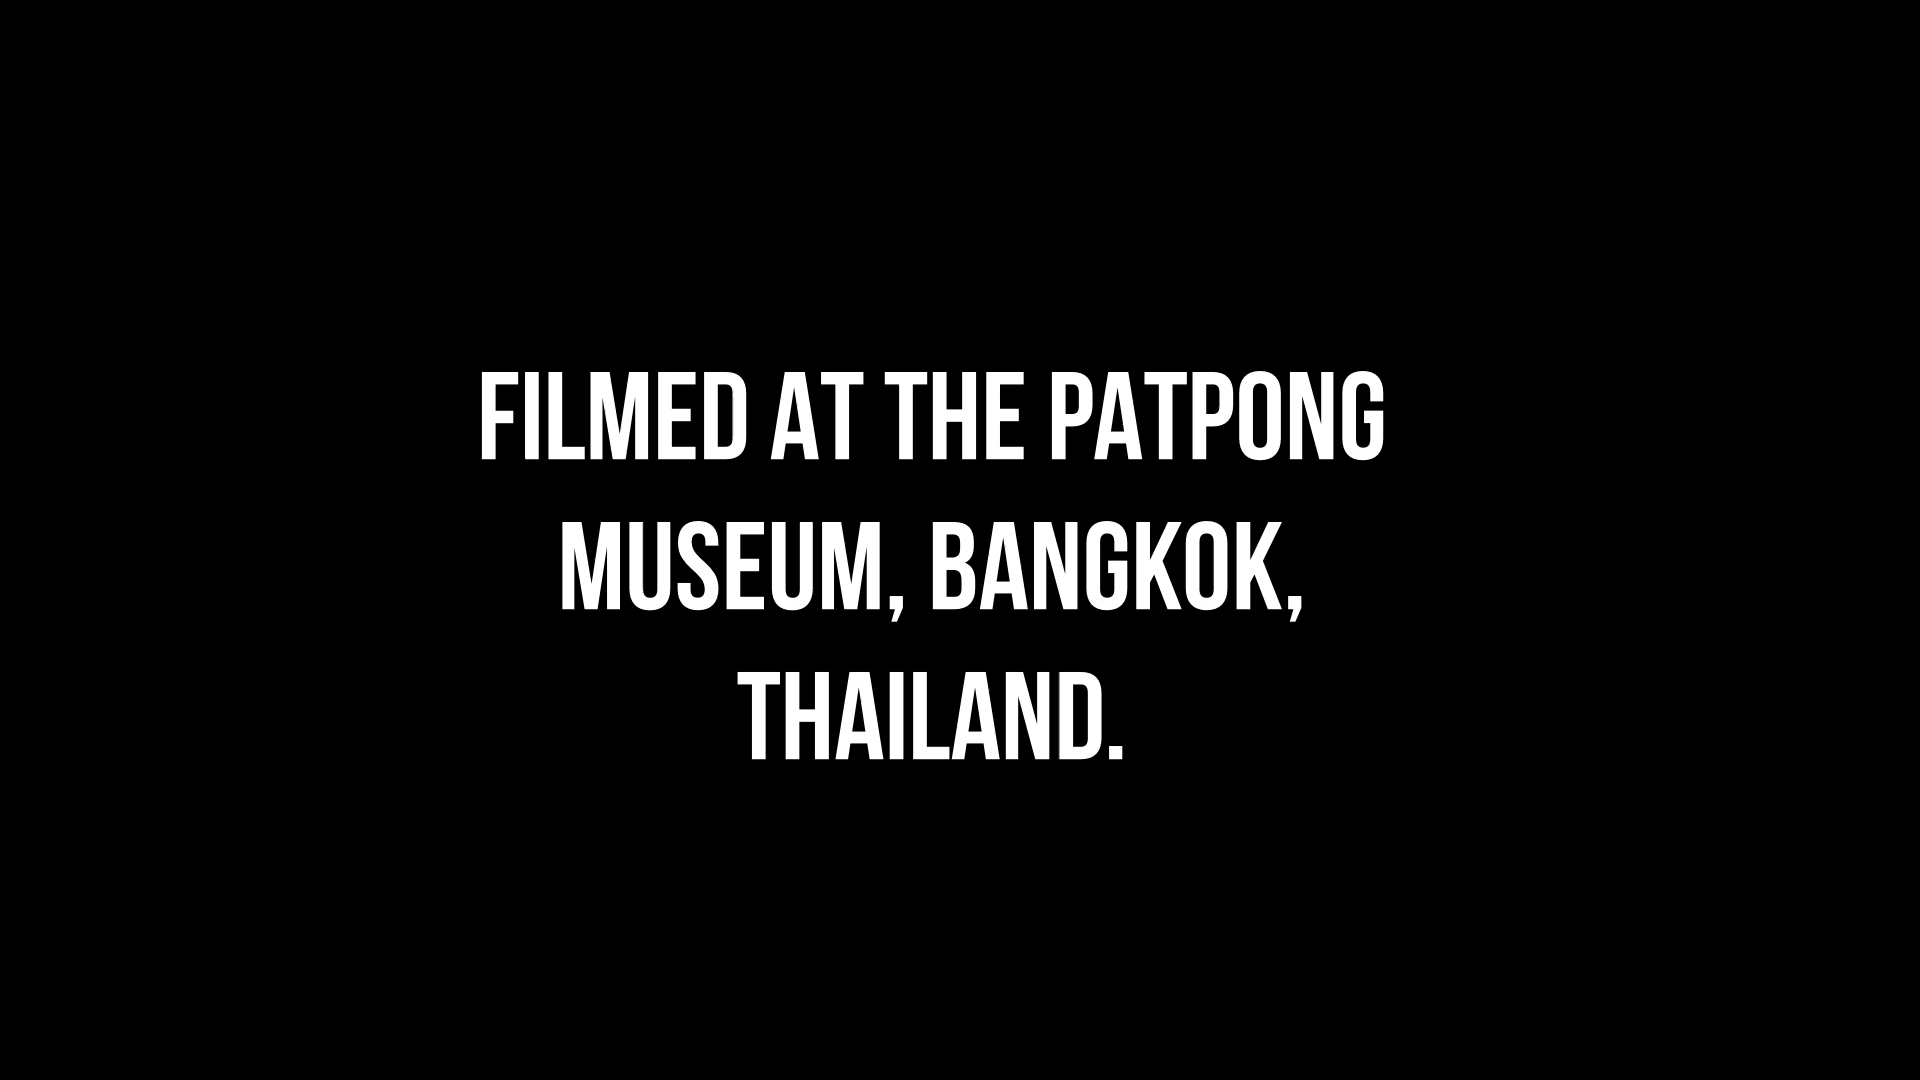 FILMED AT THE PATPONG
MUSEUM, BANGKOK,
THAILAND.